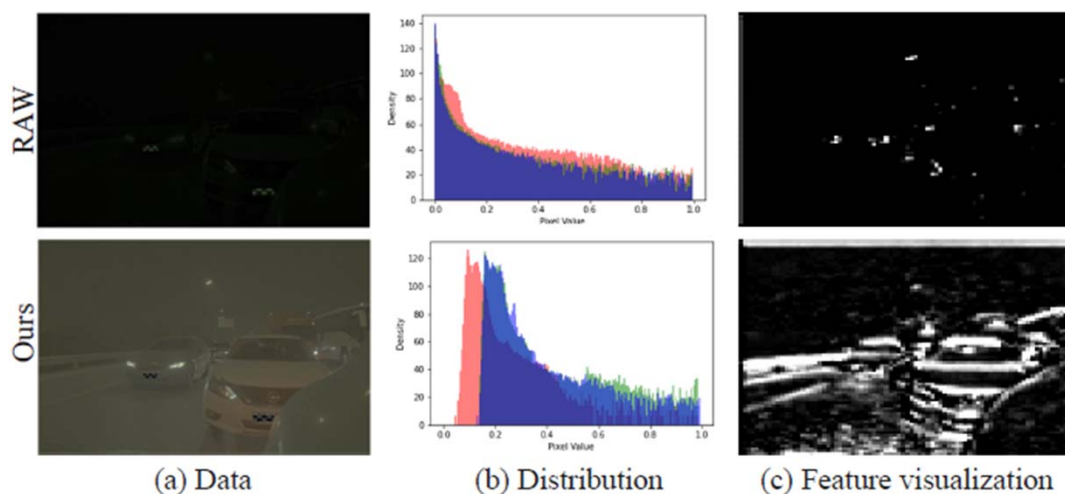 RAW
140
120
100
80
60
40
20
0
Density
0.0 0.2 0.4 0.6 0.8 1.0
Pixel Value
Ours
120
100
80
60
40
20
0
Density
0.0 0.2 0.4 0.6 0.8 1.0
Pixel Value
(a) Data (b) Distribution (c) Feature visualization